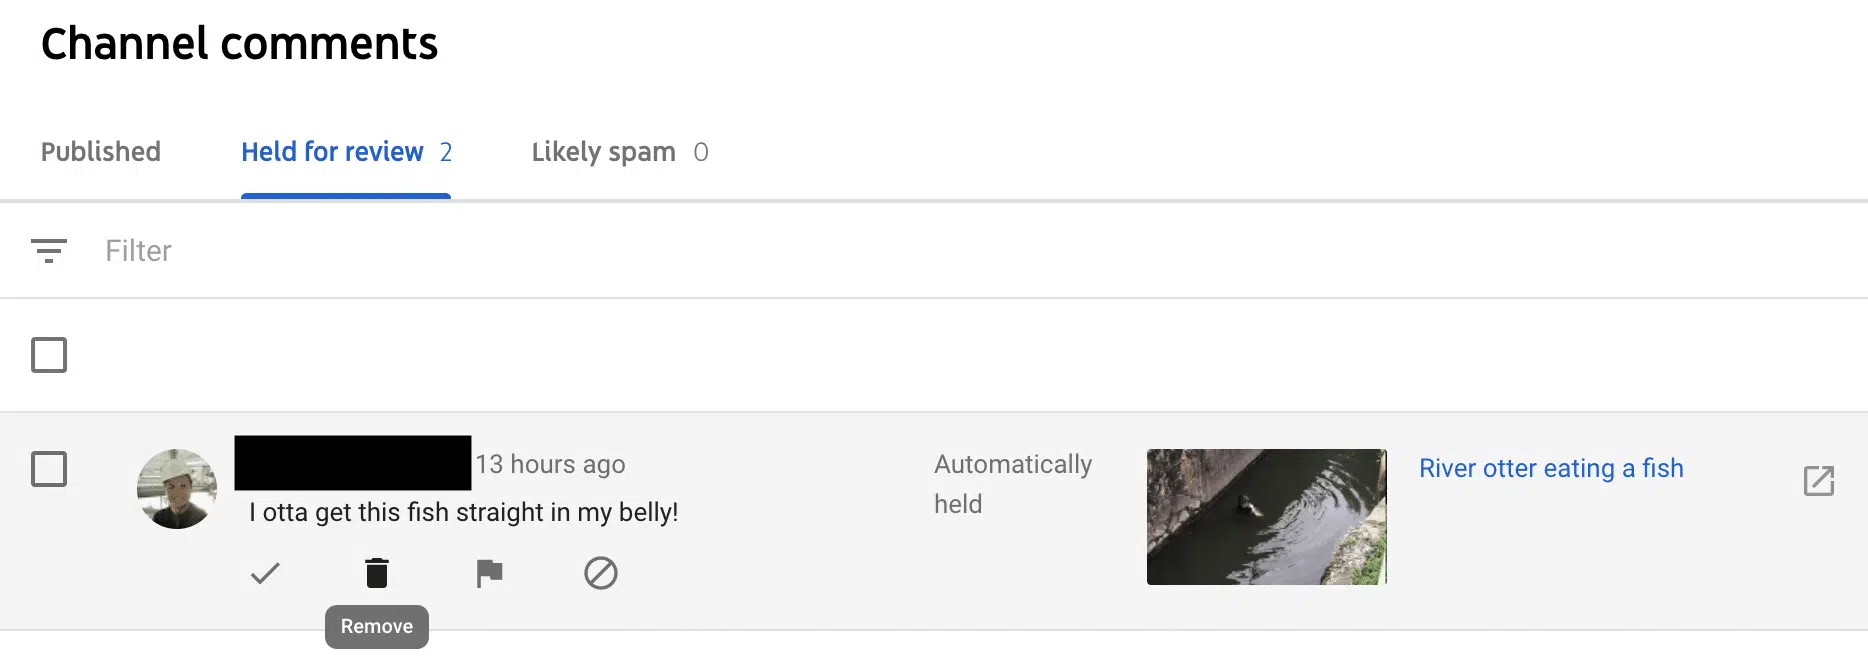 Channel comments
Published Held for review 2 Likely spam 0
Filter
13 hours ago
I otta get this fish straight in my belly!
Automatically
held
River otter eating a fish
Remove